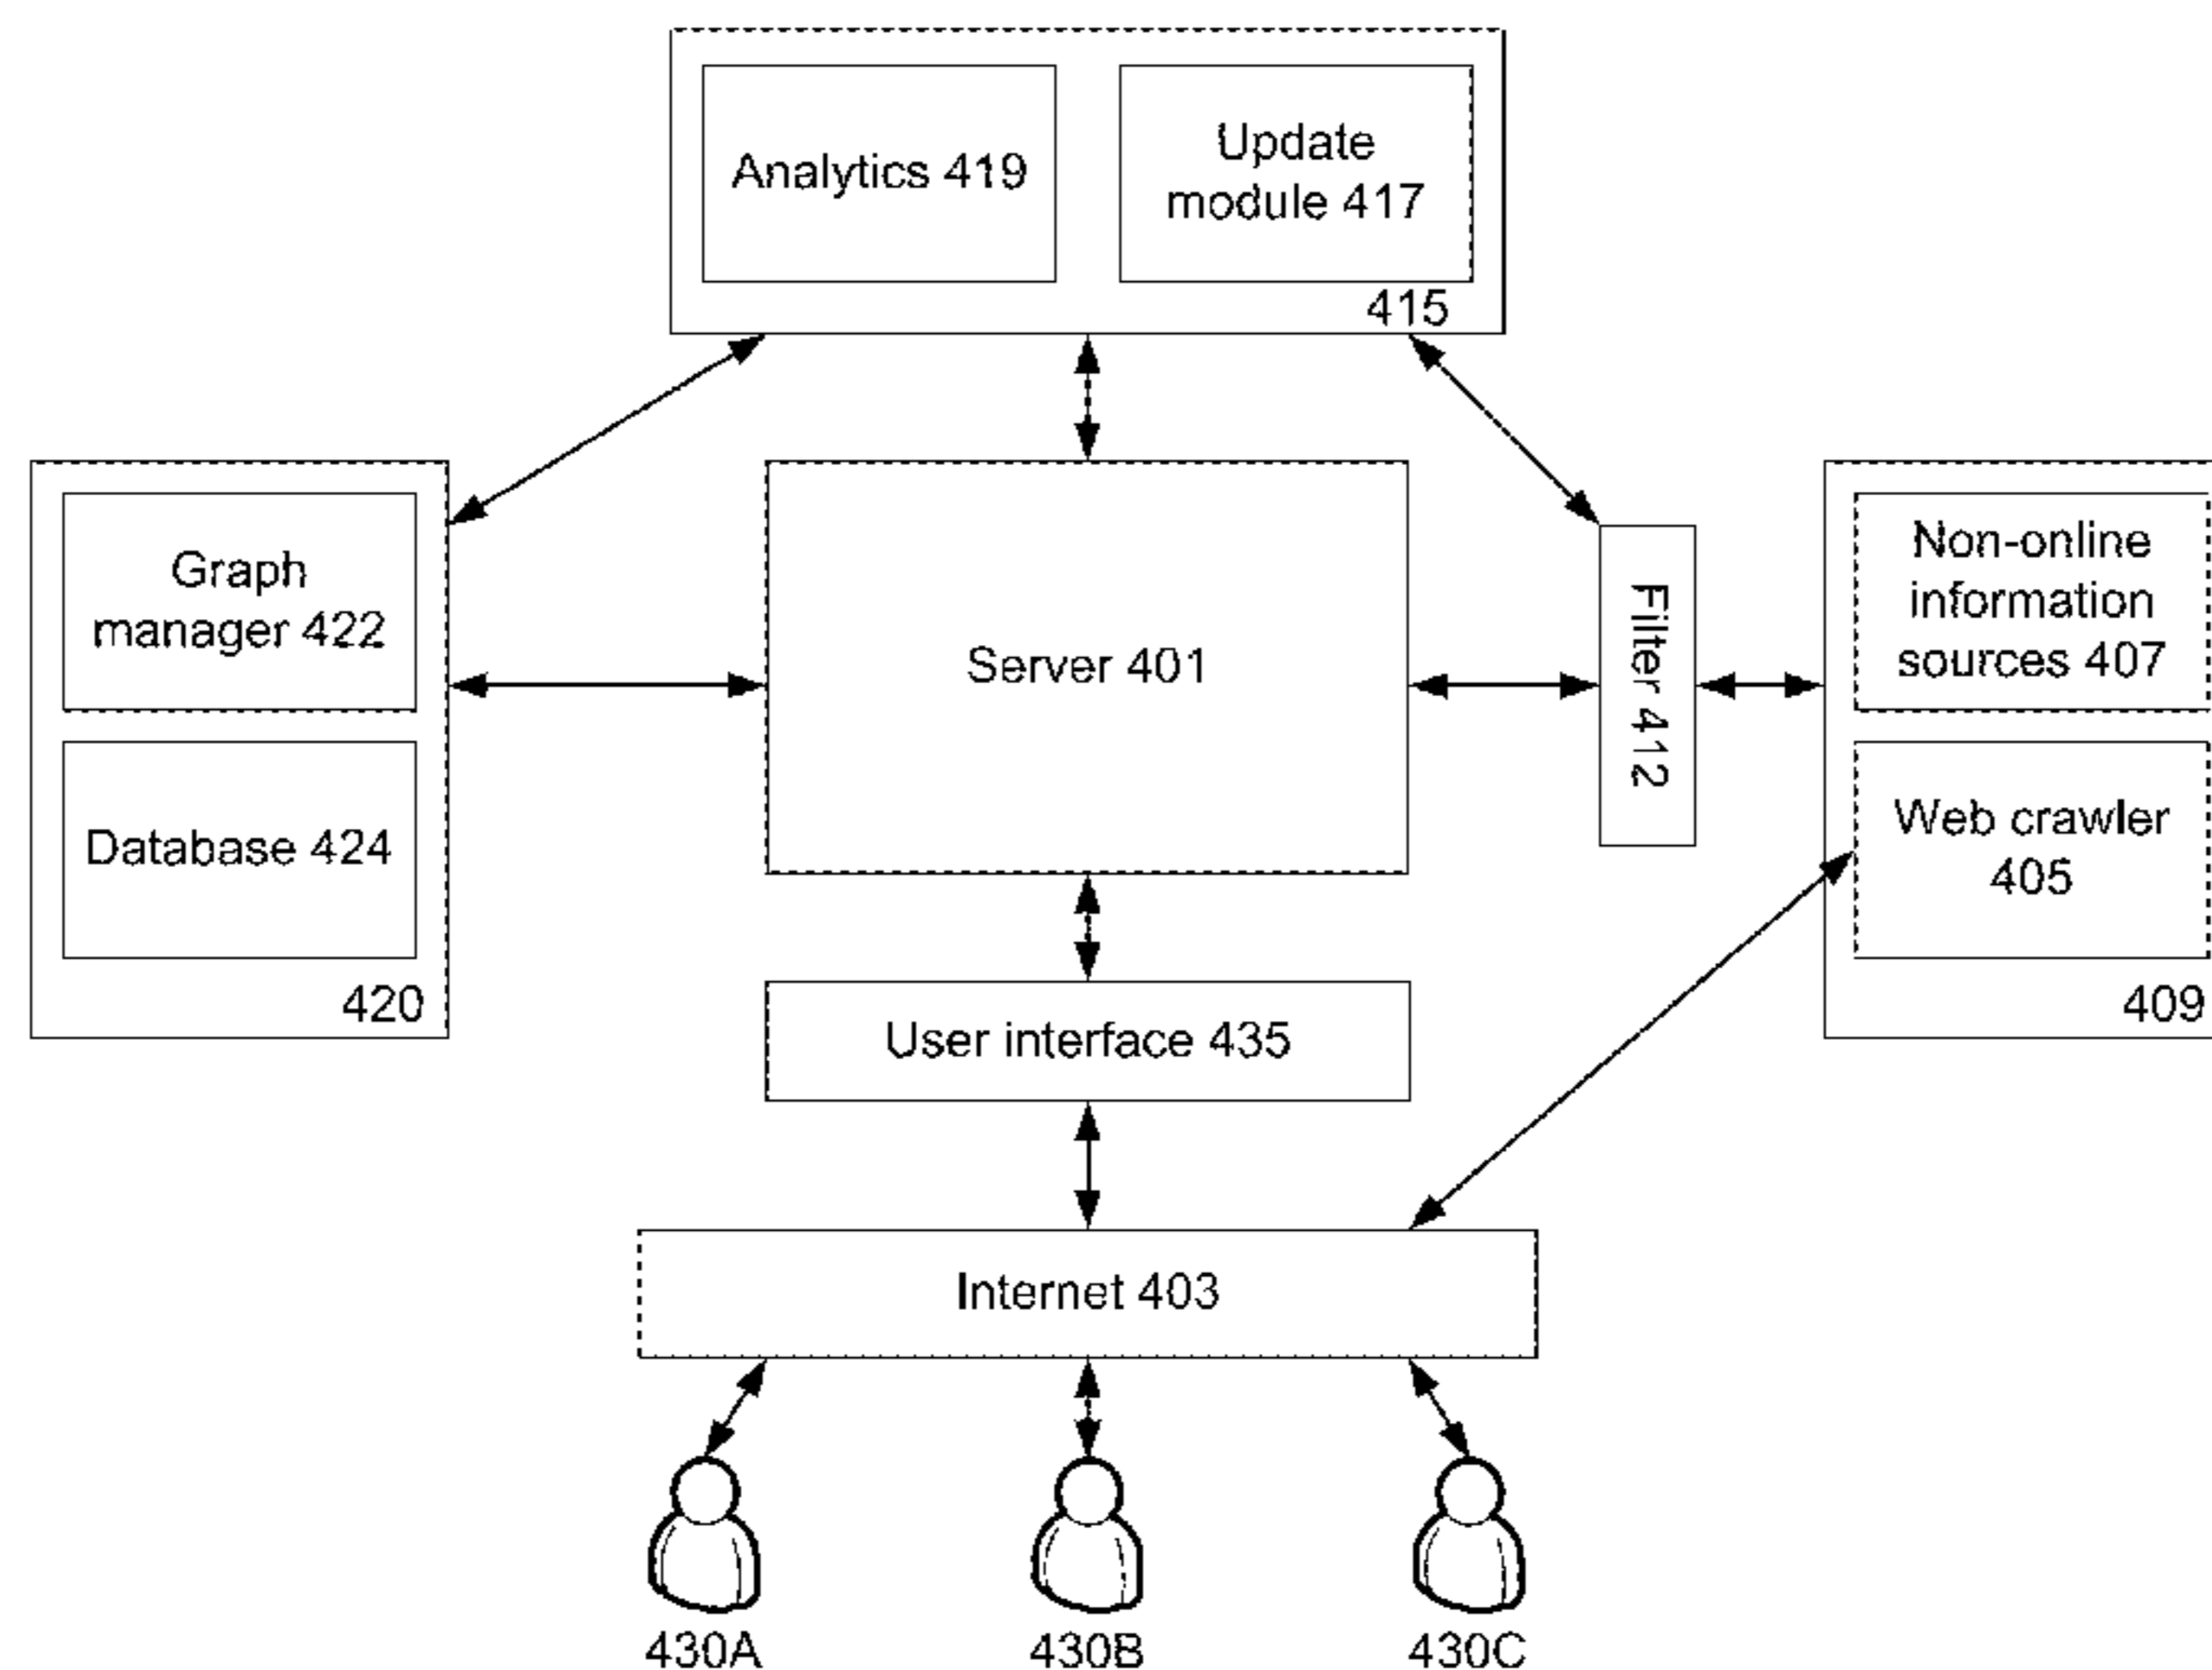 Analytics 419
Update
module 417
415
Graph
manager 422
Database 424
420
Server 401
Filter 412
Non-online
information
sources 407
Web crawler
405
409
User interface 435
Internet 403
430A
430B
430C